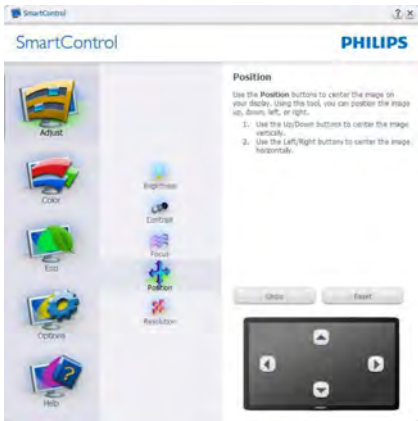 SmartControl
? ×
SmartControl
PHILIPS
Adjust
Color
Eco
Options
Help
Brightness
Contrast
Focus
Position
Resolution
Position
Use the Position buttons to center the image on
your display. Using the tool, you can position the image
up, down, left, or right.
1. Use the Up/Down buttons to center the image
vertically.
2. Use the Left/Right buttons to center the image
horizontally.
Undo
Reset